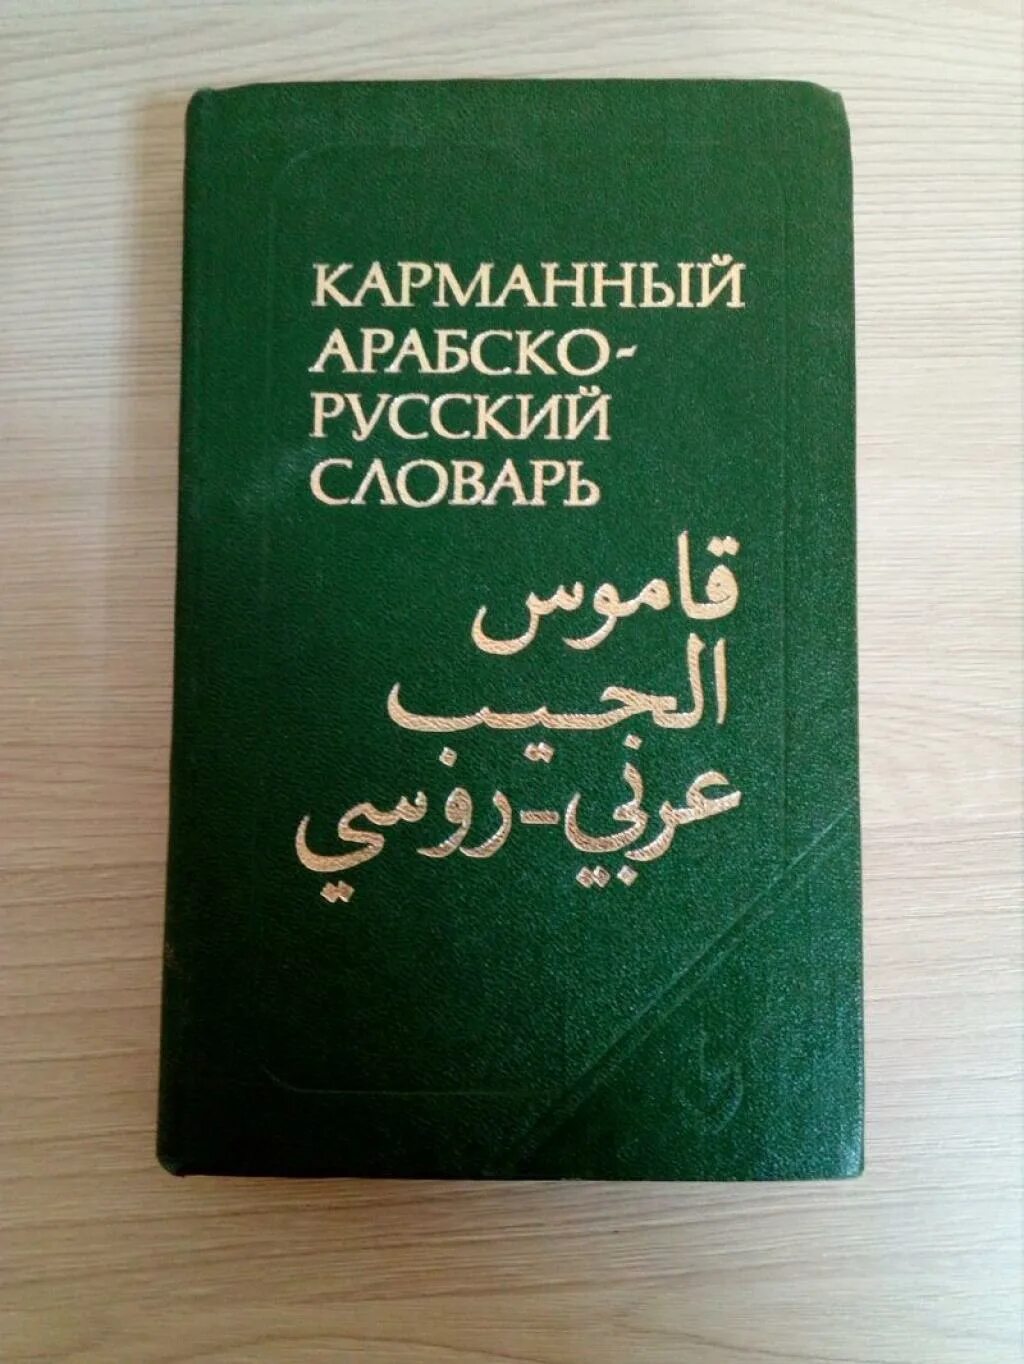 КАРМАННЫЙ
АРАБСКО-
РУССКИЙ
СЛОВАРЬ
قاموس
الجيب
عربي - روسي